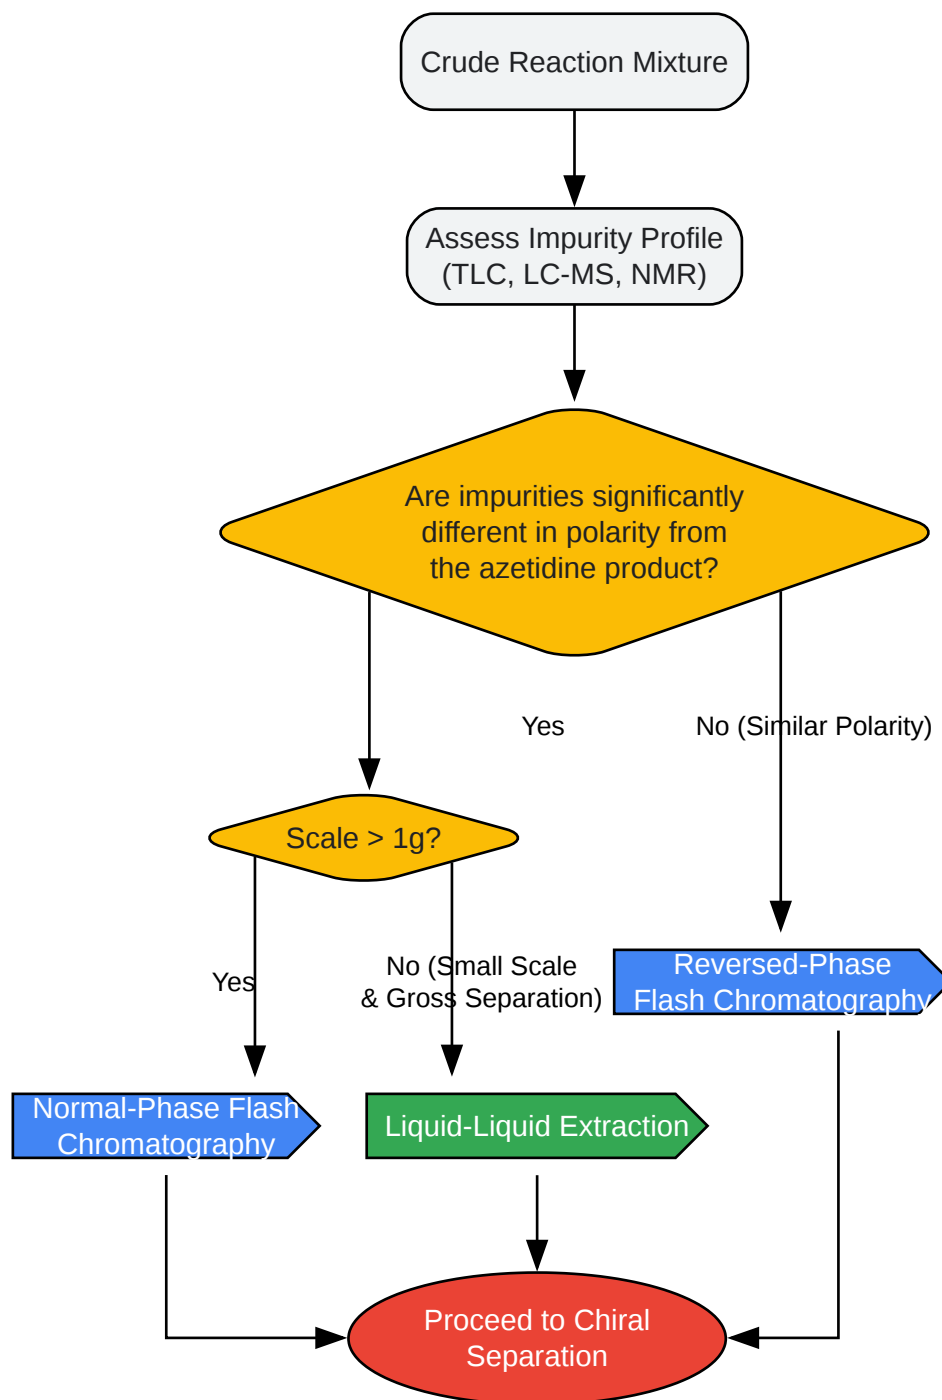 Crude Reaction Mixture
Assess Impurity Profile
(TLC, LC-MS, NMR)
Are impurities significantly
different in polarity from
the azetidine product?
Yes
No (Similar Polarity)
Scale > 1g?
Yes
No (Small Scale
& Gross Separation)
Reversed-Phase
Flash Chromatography
Normal-Phase Flash
Chromatography
Liquid-Liquid Extraction
Proceed to Chiral
Separation